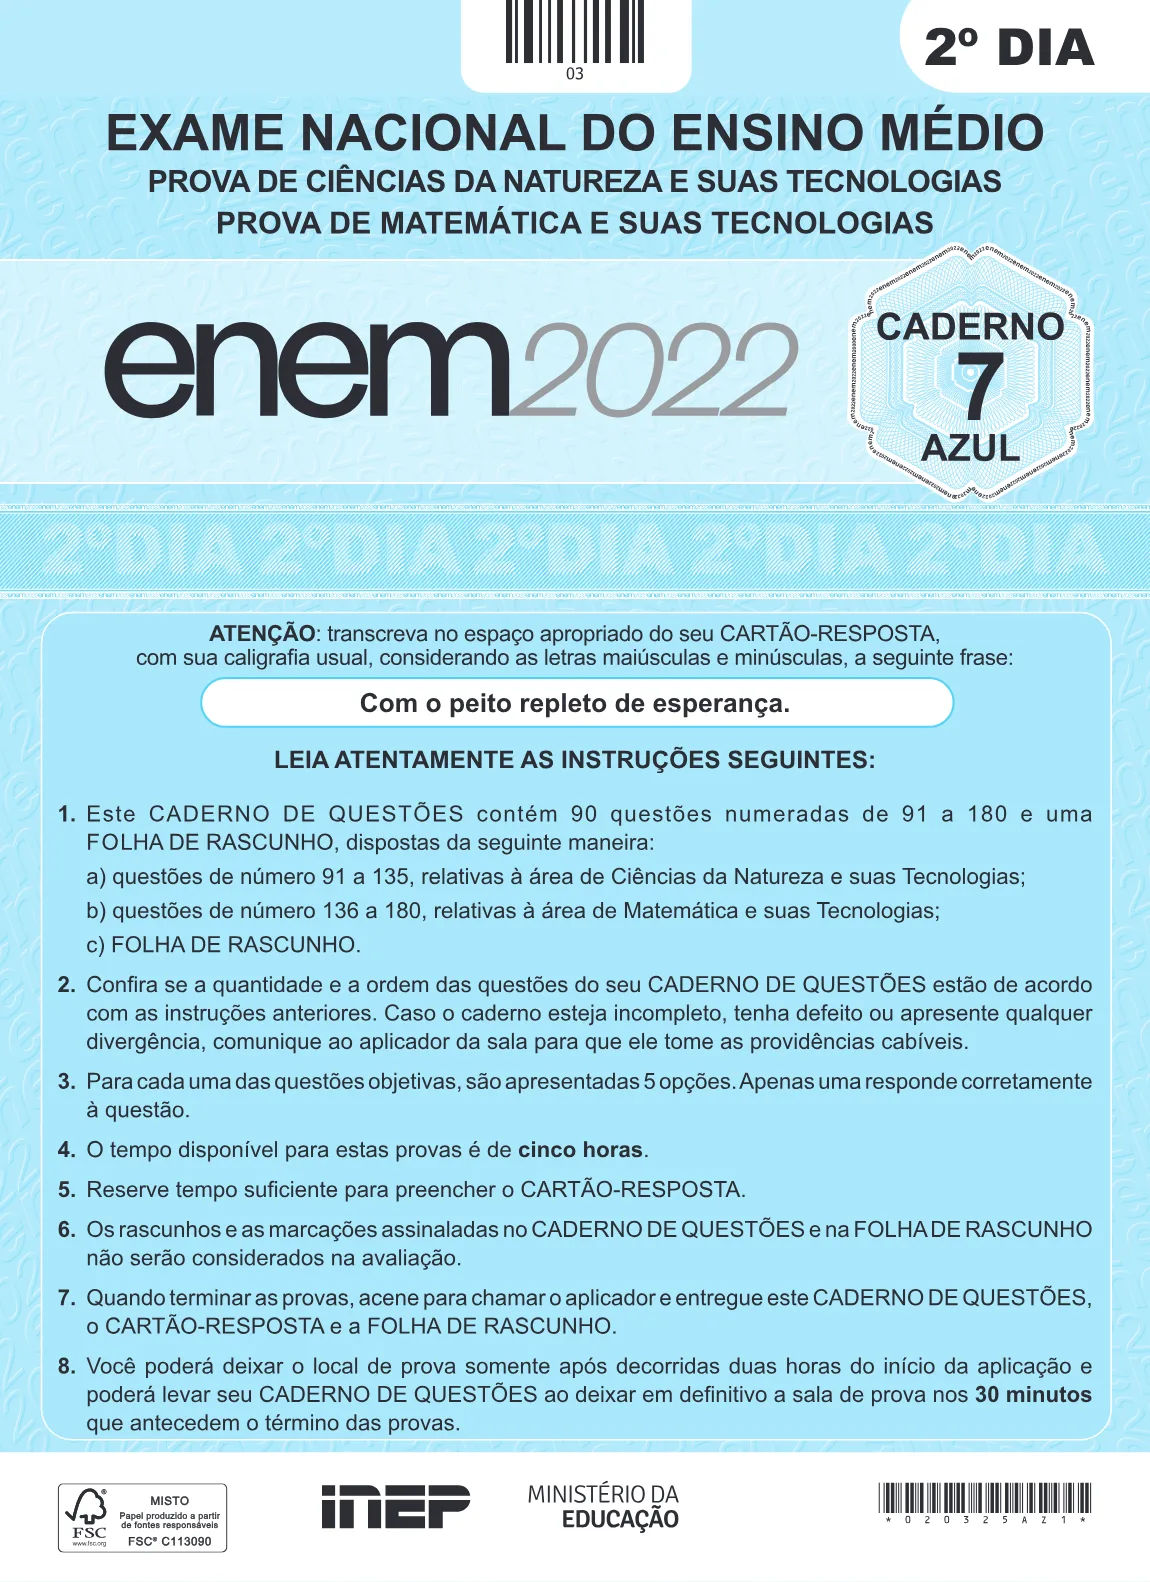 03
2º DIA
EXAME NACIONAL DO ENSINO MÉDIO
PROVA DE CIÊNCIAS DA NATUREZA E SUAS TECNOLOGIAS
PROVA DE MATEMÁTICA E SUAS TECNOLOGIAS
enem2022
CADERNO
7
AZUL
2ºDIA 2ºDIA 2ºDIA 2ºDIA 2ºDIA
ATENÇÃO: transcreva no espaço apropriado do seu CARTÃO-RESPOSTA,
com sua caligrafia usual, considerando as letras maiúsculas e minúsculas, a seguinte frase:
Com o peito repleto de esperança.
LEIA ATENTAMENTE AS INSTRUÇÕES SEGUINTES:
1. Este CADERNO DE QUESTÕES contém 90 questões numeradas de 91 a 180 e uma
FOLHA DE RASCUNHO, dispostas da seguinte maneira:
a) questões de número 91 a 135, relativas à área de Ciências da Natureza e suas Tecnologias;
b) questões de número 136 a 180, relativas à área de Matemática e suas Tecnologias;
c) FOLHA DE RASCUNHO.
2. Confira se a quantidade e a ordem das questões do seu CADERNO DE QUESTÕES estão de acordo
com as instruções anteriores. Caso o caderno esteja incompleto, tenha defeito ou apresente qualquer
divergência, comunique ao aplicador da sala para que ele tome as providências cabíveis.
3. Para cada uma das questões objetivas, são apresentadas 5 opções. Apenas uma responde corretamente
à questão.
4. O tempo disponível para estas provas é de cinco horas.
5. Reserve tempo suficiente para preencher o CARTÃO-RESPOSTA.
6. Os rascunhos e as marcações assinaladas no CADERNO DE QUESTÕES e na FOLHA DE RASCUNHO
não serão considerados na avaliação.
7. Quando terminar as provas, acene para chamar o aplicador e entregue este CADERNO DE QUESTÕES,
o CARTÃO-RESPOSTA e a FOLHA DE RASCUNHO.
8. Você poderá deixar o local de prova somente após decorridas duas horas do início da aplicação e
poderá levar seu CADERNO DE QUESTÕES ao deixar em definitivo a sala de prova nos 30 minutos
que antecedem o término das provas.
FSC
www.fsc.org
MISTO
Papel produzido a partir
de fontes responsáveis
FSC® C113090
INEP
MINISTÉRIO DA
EDUCAÇÃO
*020325AZ1*